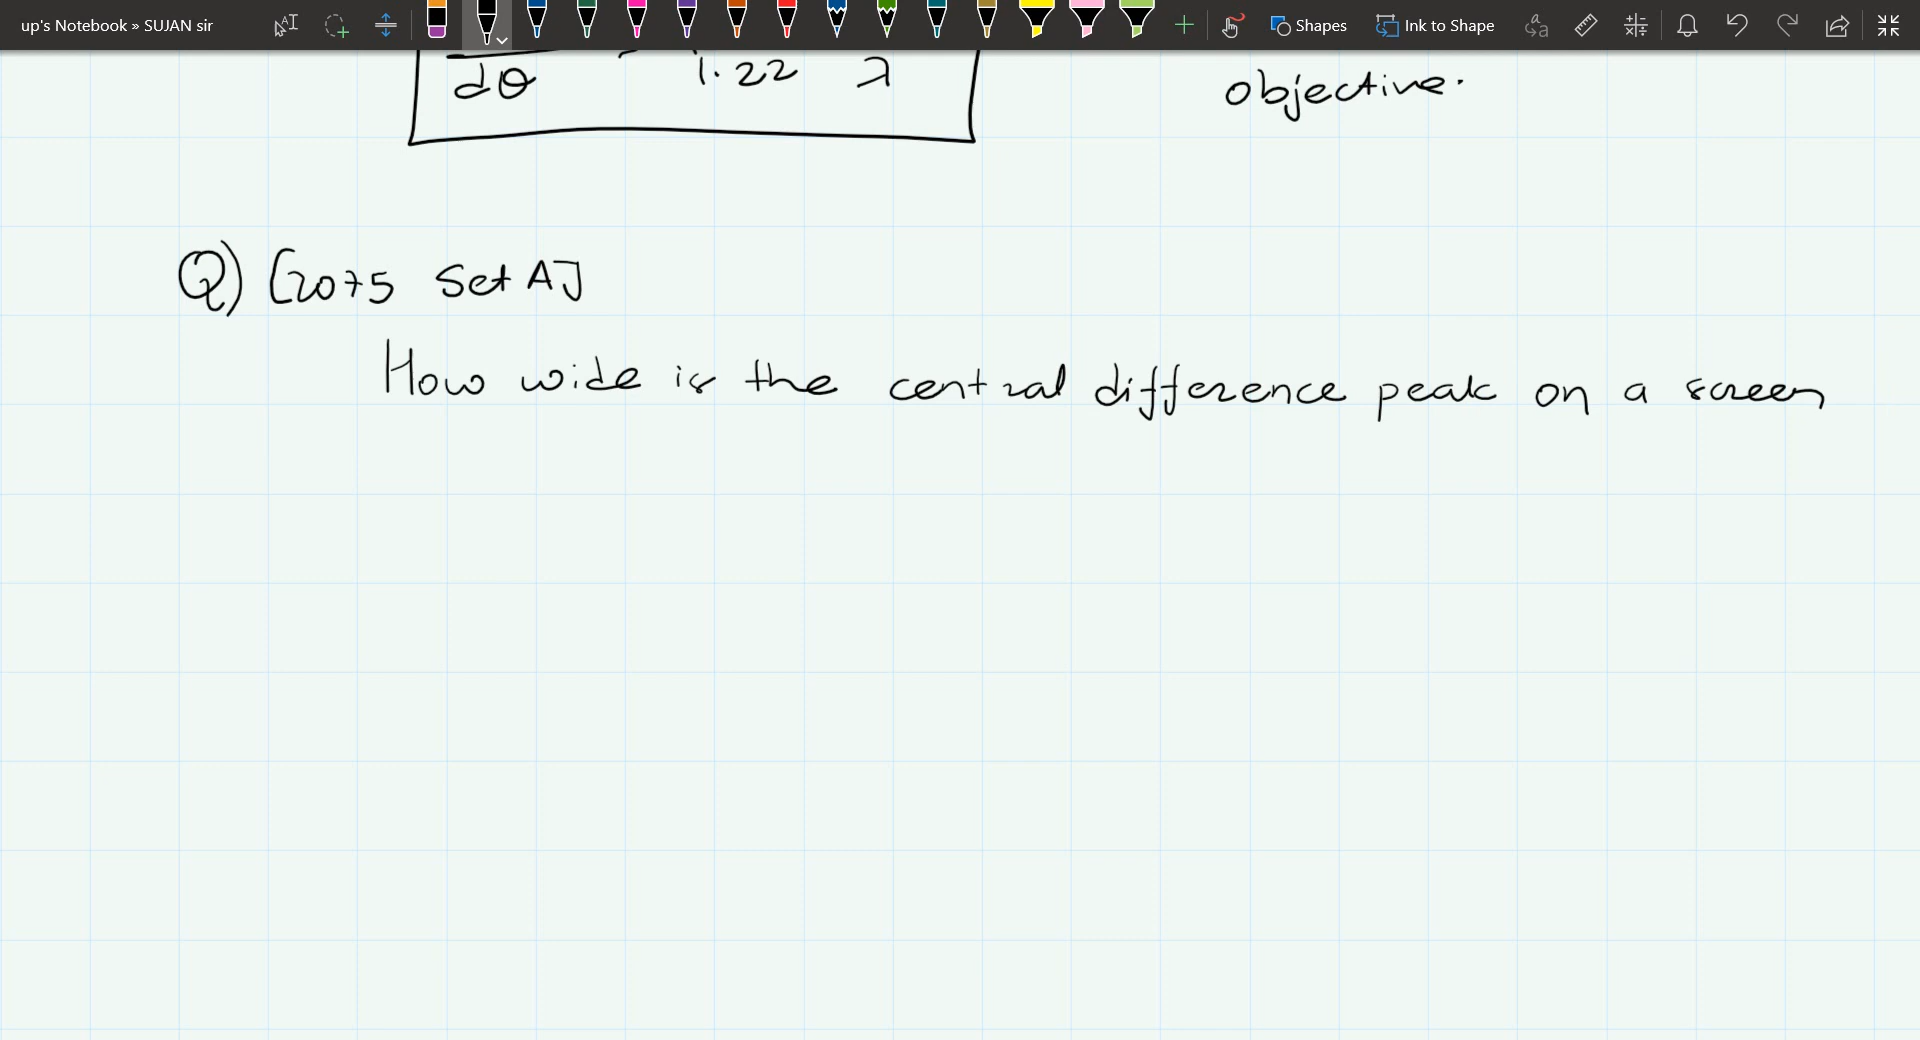 up's Notebook » SUJAN sir
Shapes
Ink to Shape
dθ 1.22 λ
objective.
Q) [2075 Set A]
How wide is the central difference peak on a screen